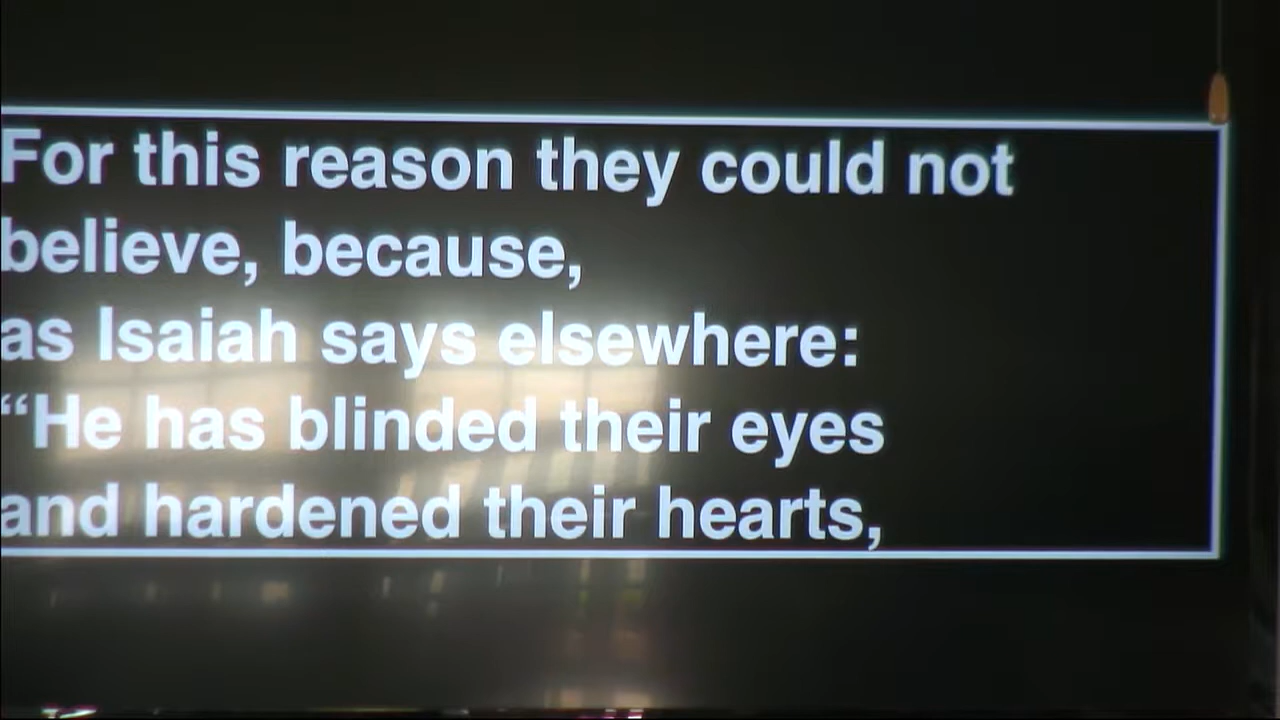 For this reason they could not
believe, because,
as Isaiah says elsewhere:
“He has blinded their eyes
and hardened their hearts,